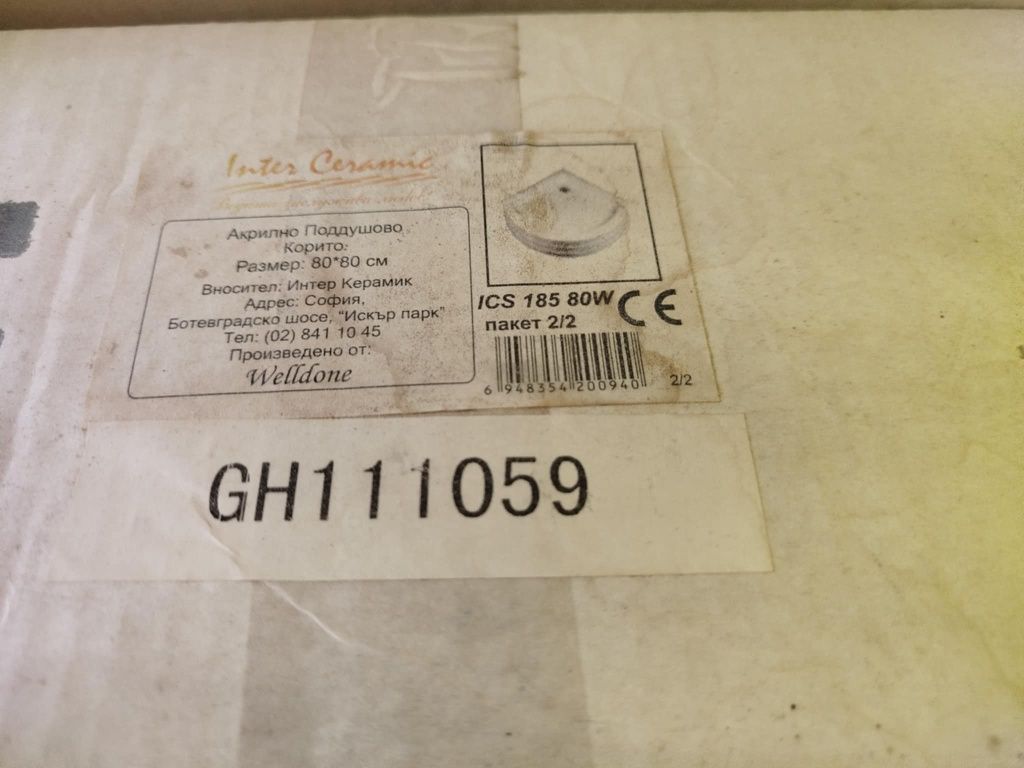 Inter Ceramic
Акрилно Поддушово
Корито:
Размер: 80*80 см
Вносител: Интер Керамик
Адрес: София,
Ботевградско шосе, "Искър парк"
Тел: (02) 841 10 45
Произведено от:
Welldone
ICS 185 80W CE
пакет 2/2
6 948354 200940
2/2
GH111059